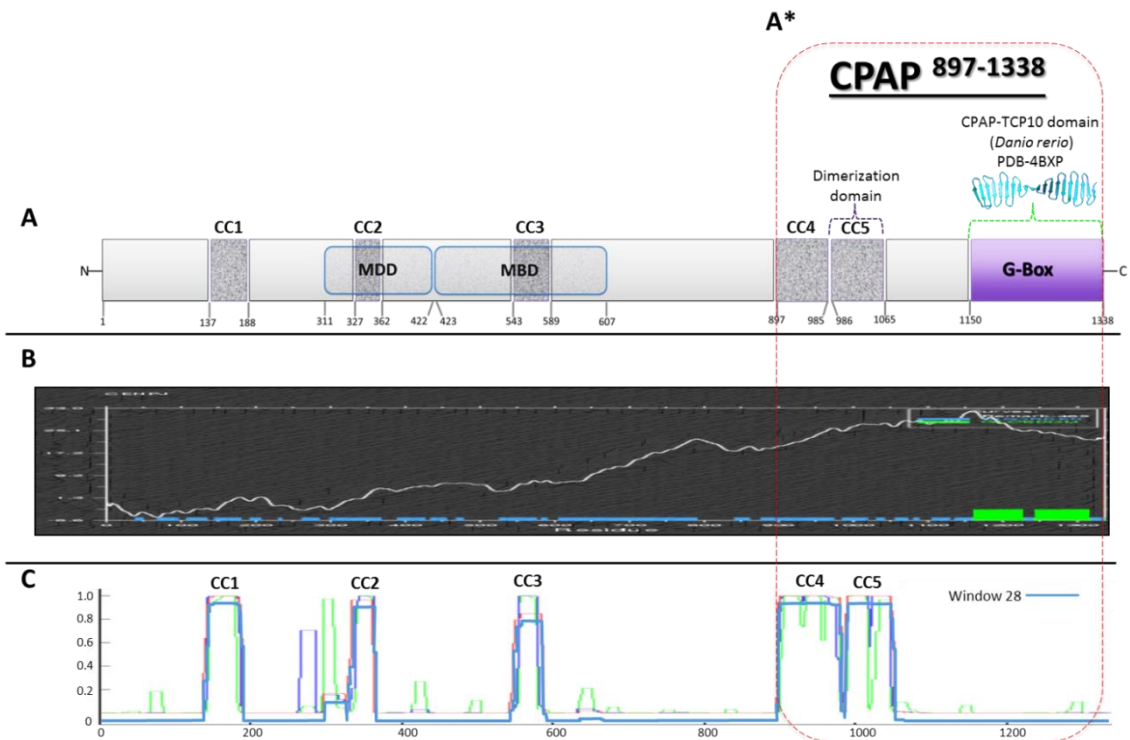 A*
CPAP 897-1338
CPAP-TCP10 domain
(Danio rerio)
PDB-4BXP
Dimerization
domain
A
CC1 CC2 CC3 CC4 CC5
N MDD MBD G-Box C
1 137 188 311 327 362 422 423 543 589 607 897 985 986 1065 1150 1338
B
Residue
C
CC1 CC2 CC3 CC4 CC5
Window 28
1.0
0.8
0.6
0.4
0.2
0
0 200 400 600 800 1000 1200